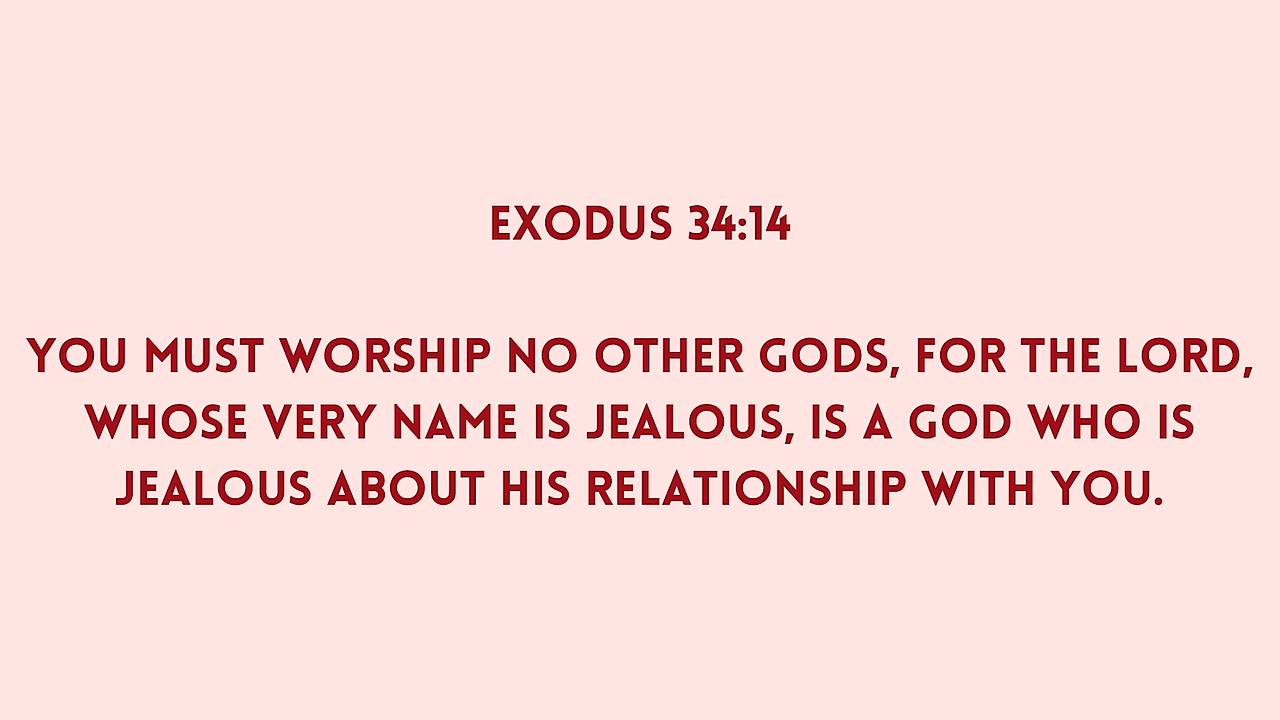 EXODUS 34:14
YOU MUST WORSHIP NO OTHER GODS, FOR THE LORD,
WHOSE VERY NAME IS JEALOUS, IS A GOD WHO IS
JEALOUS ABOUT HIS RELATIONSHIP WITH YOU.